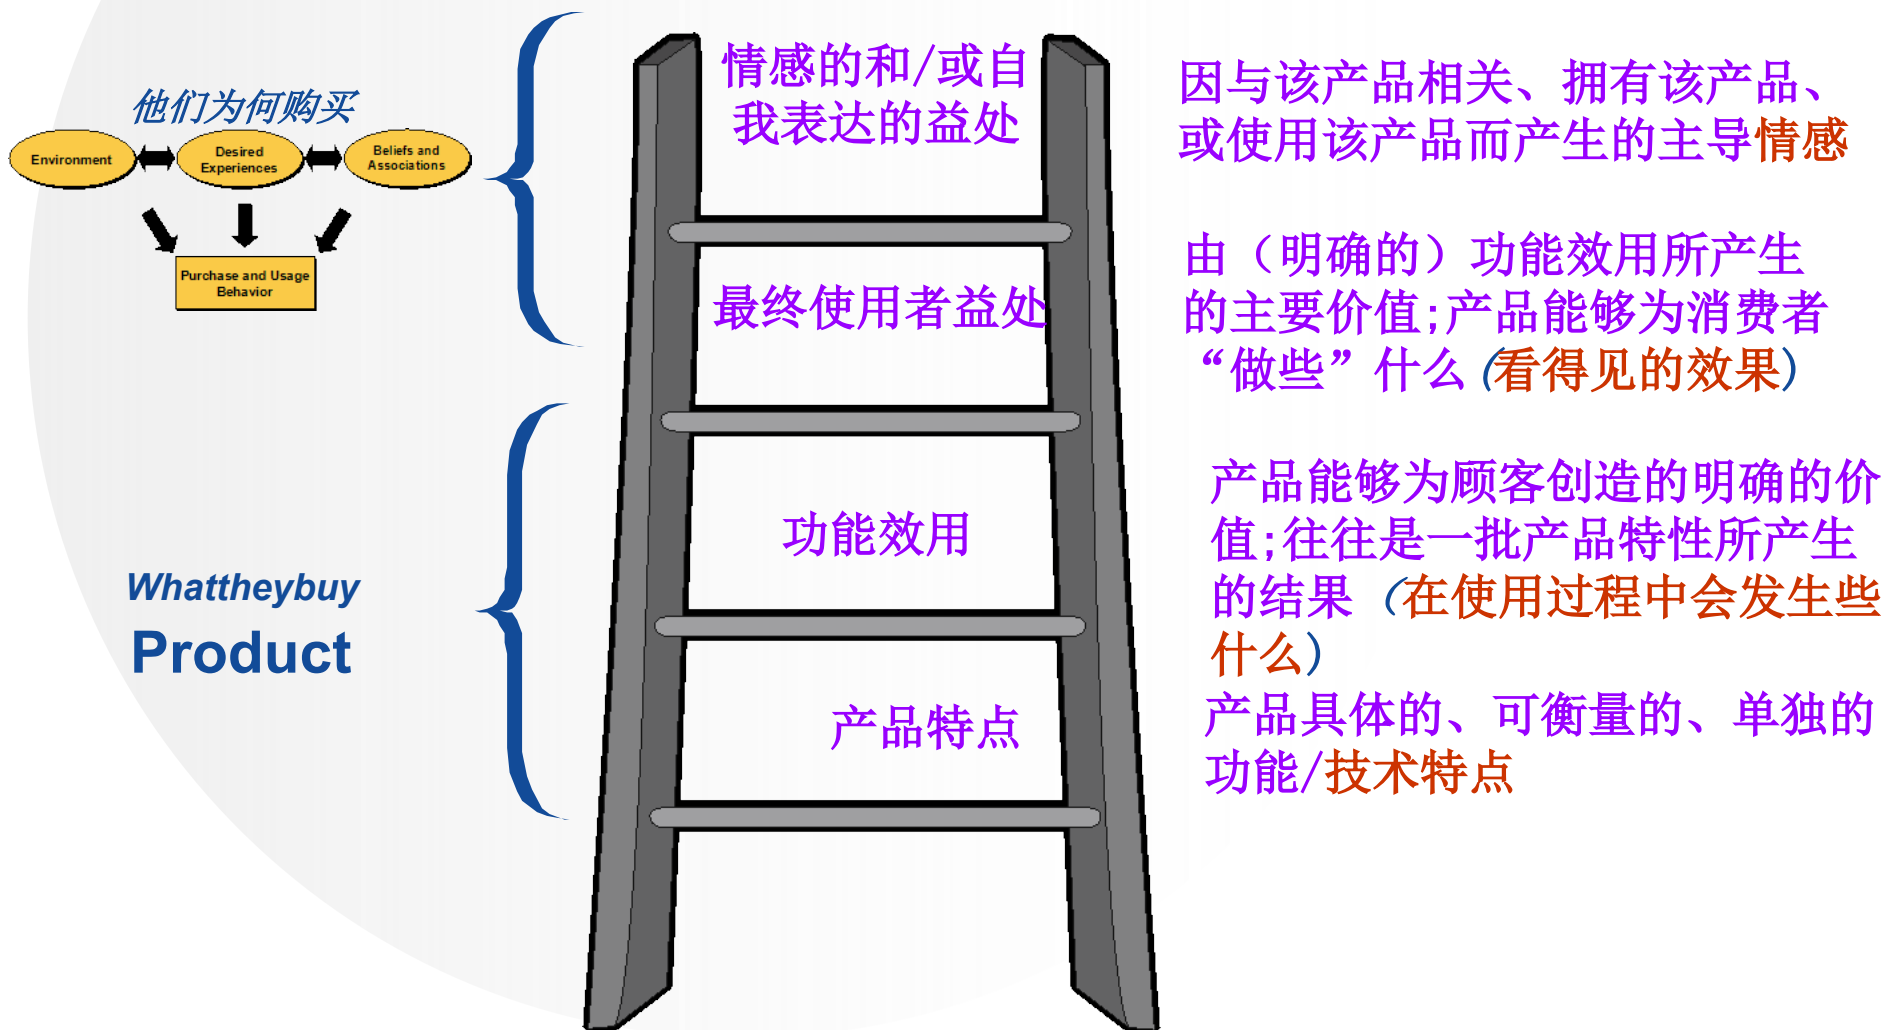 他们为何购买
Environment
Desired
Experiences
Beliefs and
Associations
Purchase and Usage
Behavior
Whattheybuy
Product
情感的和/或自
我表达的益处
最终使用者益处
功能效用
产品特点
因与该产品相关、拥有该产品、
或使用该产品而产生的主导情感
由（明确的）功能效用所产生
的主要价值;产品能够为消费者
“做些”什么(看得见的效果)
产品能够为顾客创造的明确的价
值;往往是一批产品特性所产生
的结果（在使用过程中会发生些
什么)
产品具体的、可衡量的、单独的
功能/技术特点